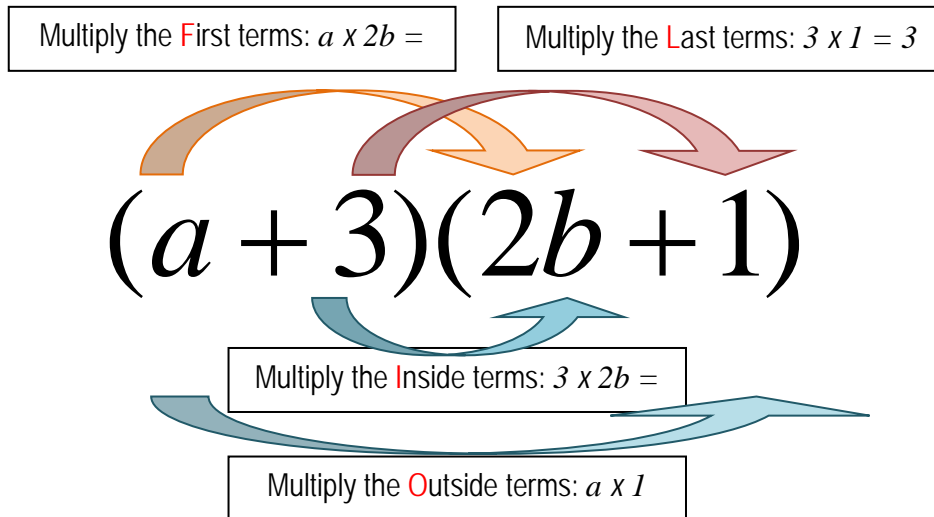 Multiply the First terms: a x 2b =
Multiply the Last terms: 3 x 1 = 3
(a + 3)(2b + 1)
Multiply the Inside terms: 3 x 2b =
Multiply the Outside terms: a x 1